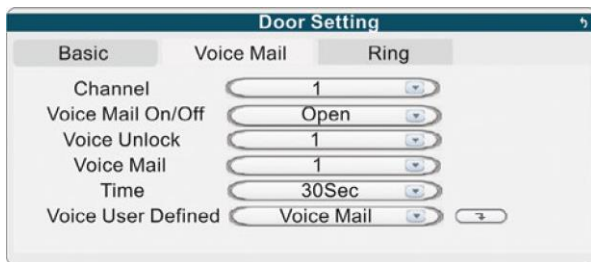 Door Setting
Basic Voice Mail Ring
Channel 1
Voice Mail On/Off Open
Voice Unlock 1
Voice Mail 1
Time 30Sec
Voice User Defined Voice Mail